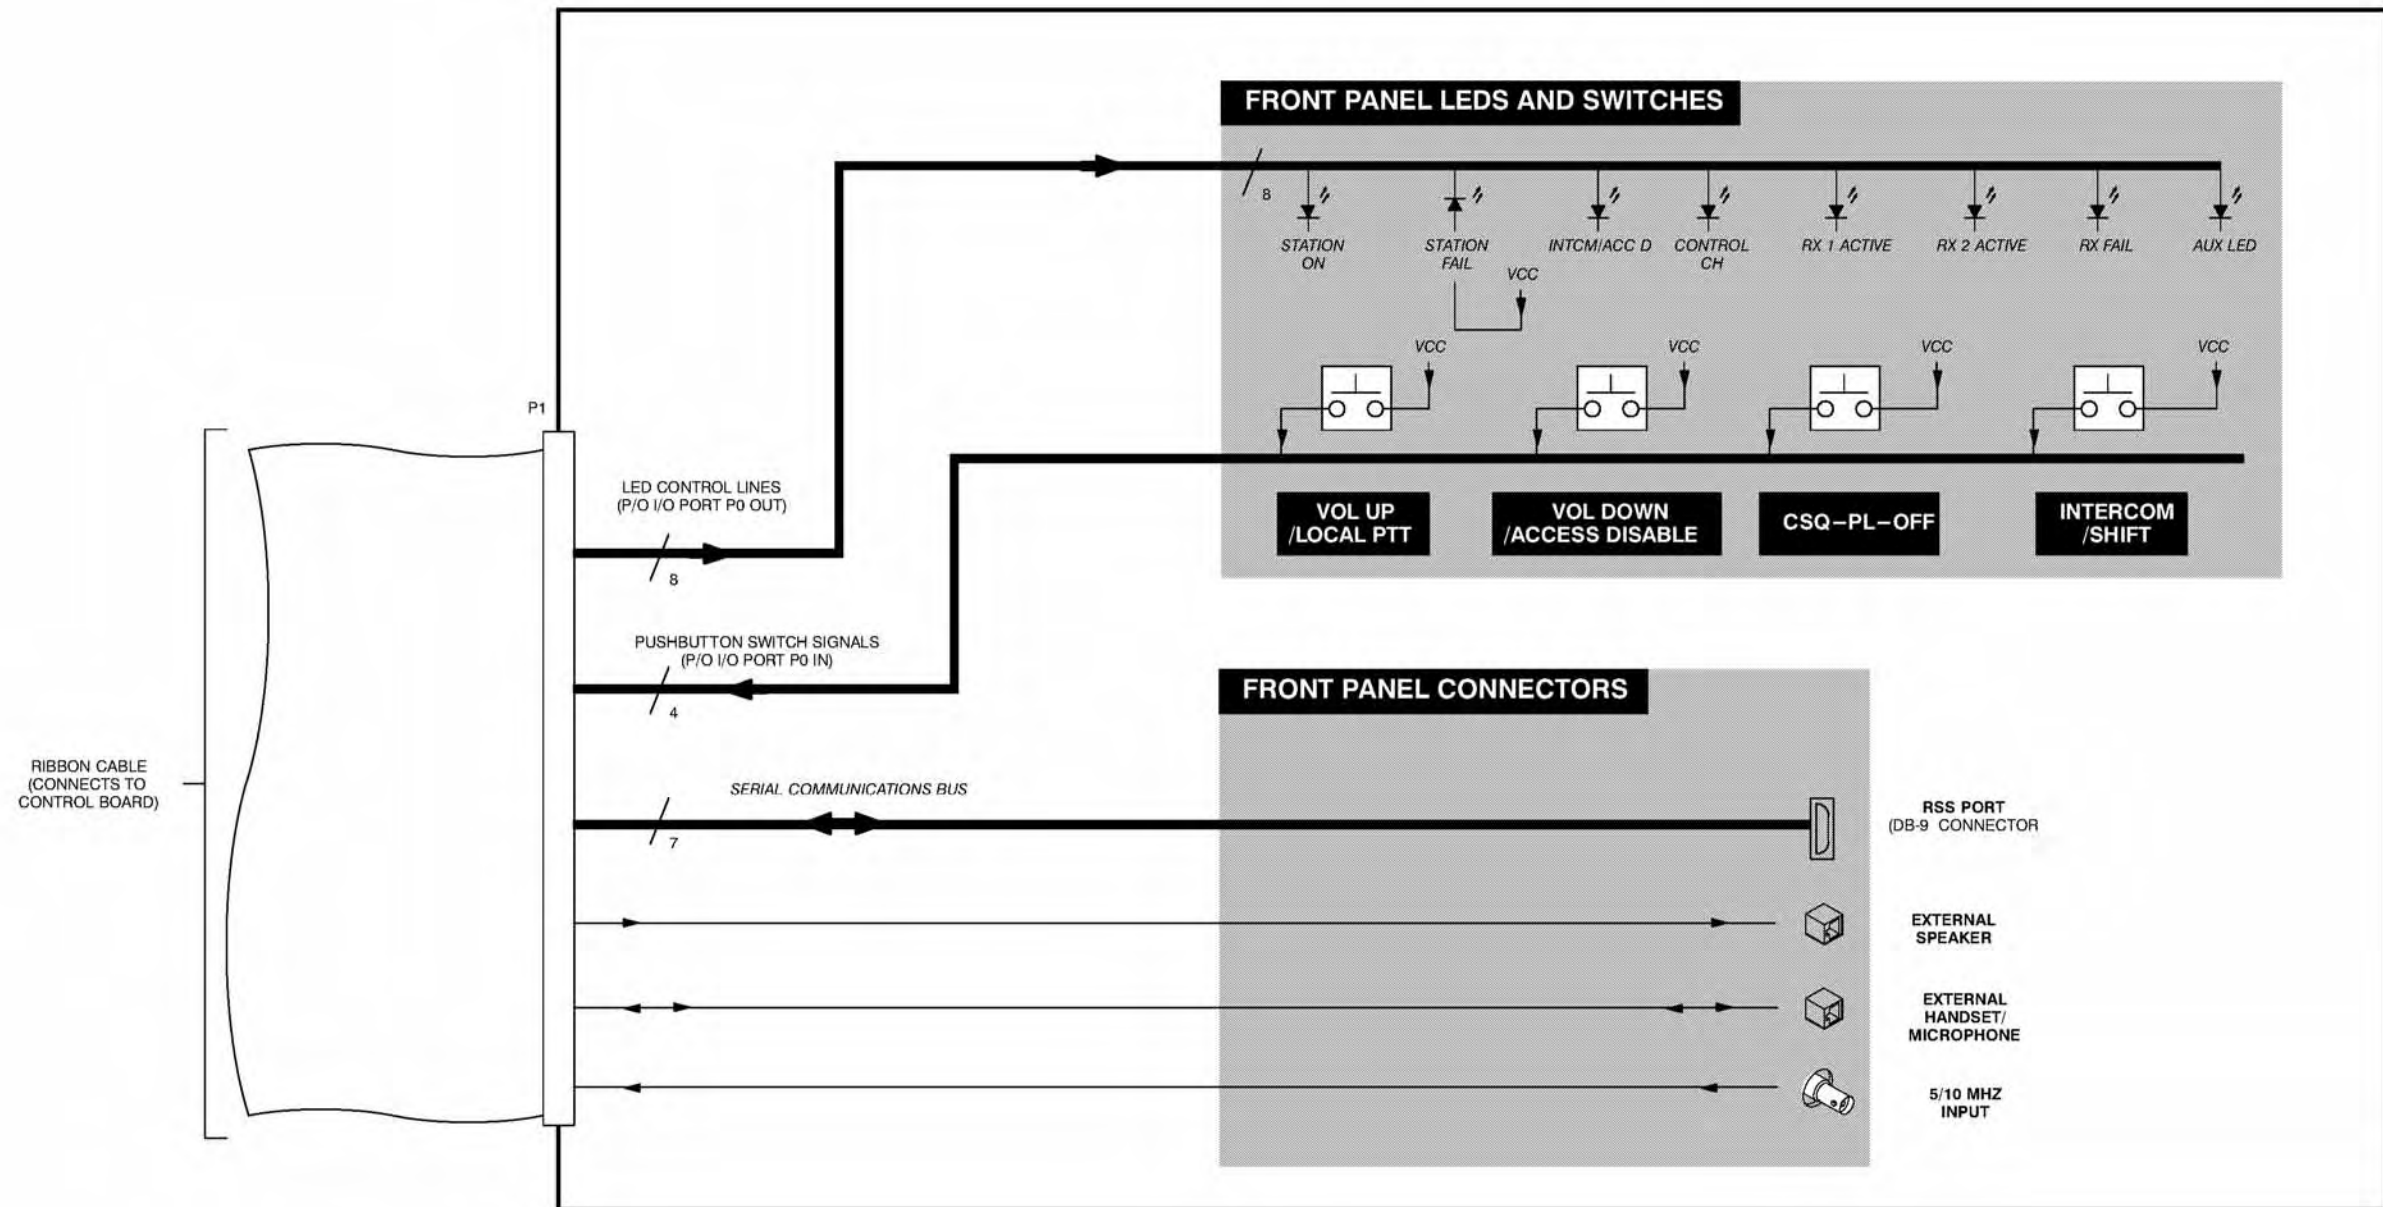 FRONT PANEL LEDS AND SWITCHES
8
STATION
ON
STATION
FAIL
INTCM/ACC D
CONTROL
CH
RX 1 ACTIVE
RX 2 ACTIVE
RX FAIL
AUX LED
VCC
VCC
VCC
VCC
VCC
P1
LED CONTROL LINES
(P/O I/O PORT P0 OUT)
8
VOL UP
/LOCAL PTT
VOL DOWN
/ACCESS DISABLE
CSQ–PL–OFF
INTERCOM
/SHIFT
PUSHBUTTON SWITCH SIGNALS
(P/O I/O PORT P0 IN)
4
FRONT PANEL CONNECTORS
RIBBON CABLE
(CONNECTS TO
CONTROL BOARD)
SERIAL COMMUNICATIONS BUS
7
RSS PORT
(DB-9 CONNECTOR
EXTERNAL
SPEAKER
EXTERNAL
HANDSET/
MICROPHONE
5/10 MHZ
INPUT